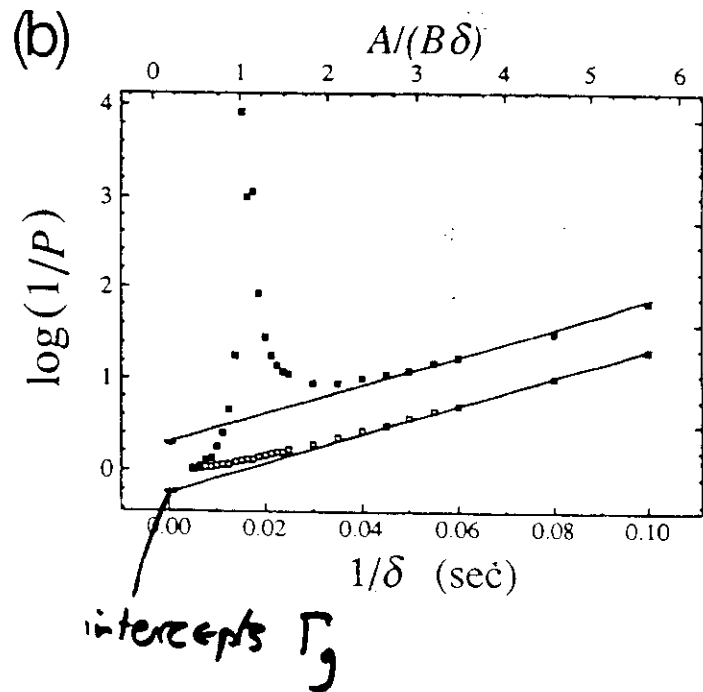 (b)
A/(Bδ)
0 1 2 3 4 5 6
4
3
2
1
0
log(1/P)
0.00 0.02 0.04 0.06 0.08 0.10
1/δ (sec)
intercepts Γg